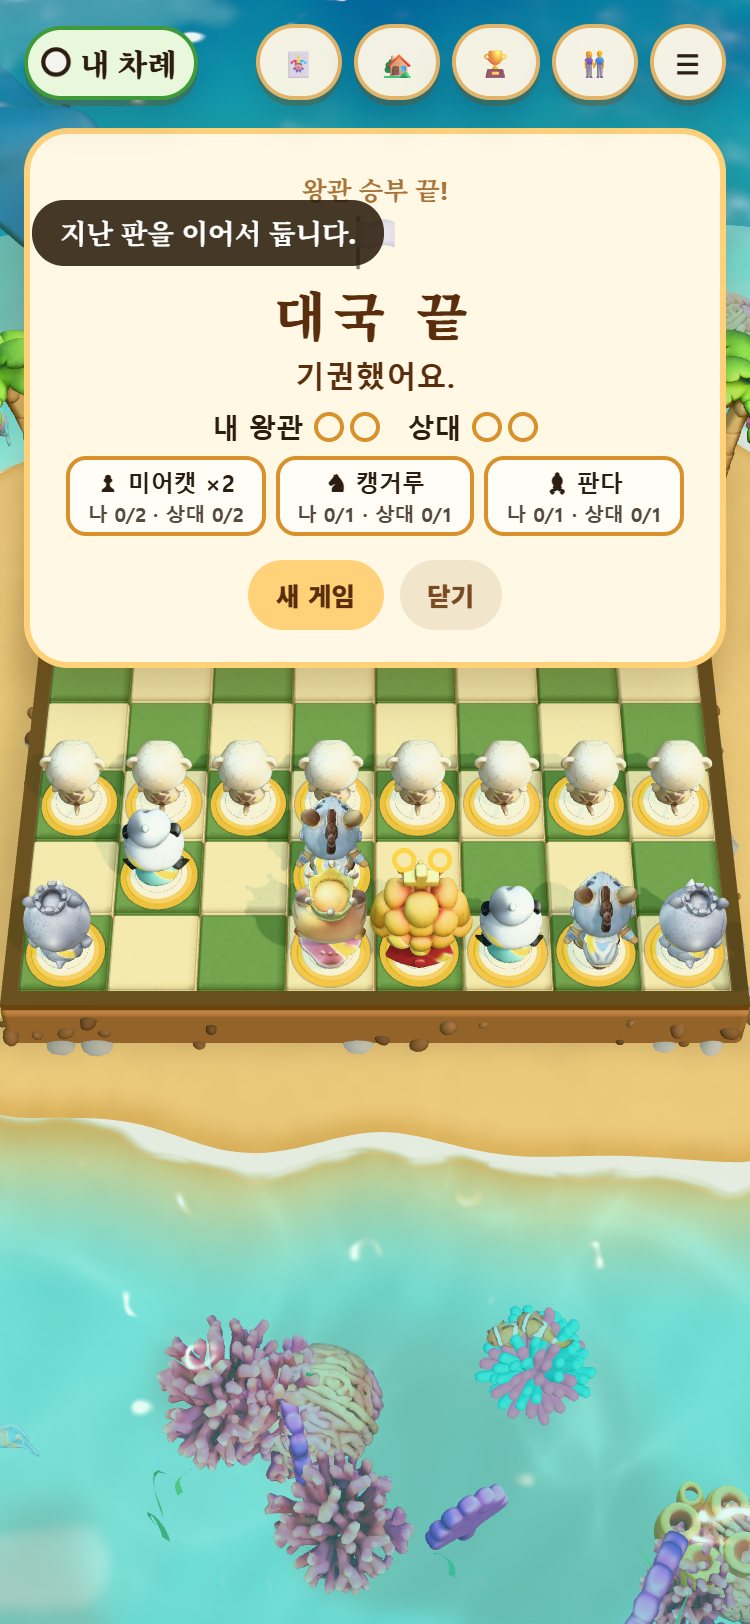 내 차례
왕관 승부 끝!
지난 판을 이어서 둡니다.
대국 끝
기권했어요.
내 왕관 상대
미어캣 ×2
나 0/2 · 상대 0/2
캥거루
나 0/1 · 상대 0/1
판다
나 0/1 · 상대 0/1
새 게임
닫기